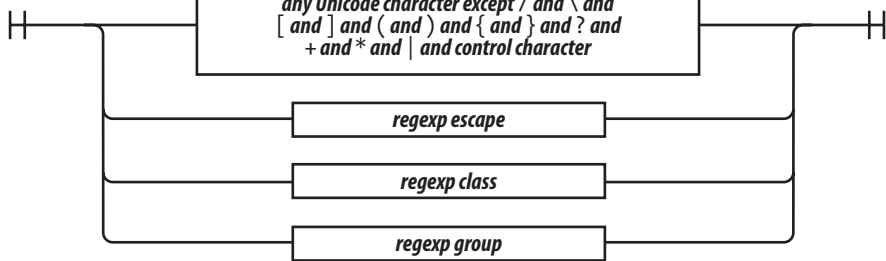 any Unicode character except / and \ and
[ and ] and ( and ) and { and } and ? and
+ and * and | and control character
regexp escape
regexp class
regexp group